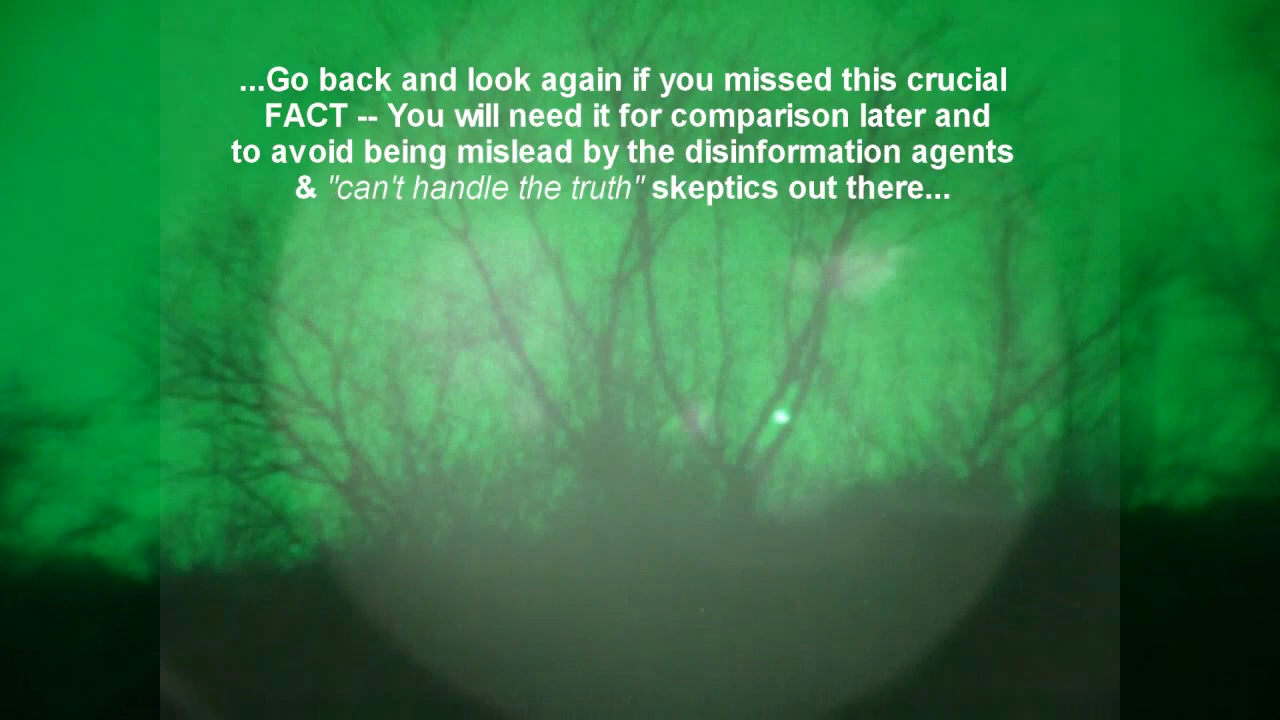 ...Go back and look again if you missed this crucial
FACT -- You will need it for comparison later and
to avoid being mislead by the disinformation agents
& "can't handle the truth" skeptics out there...